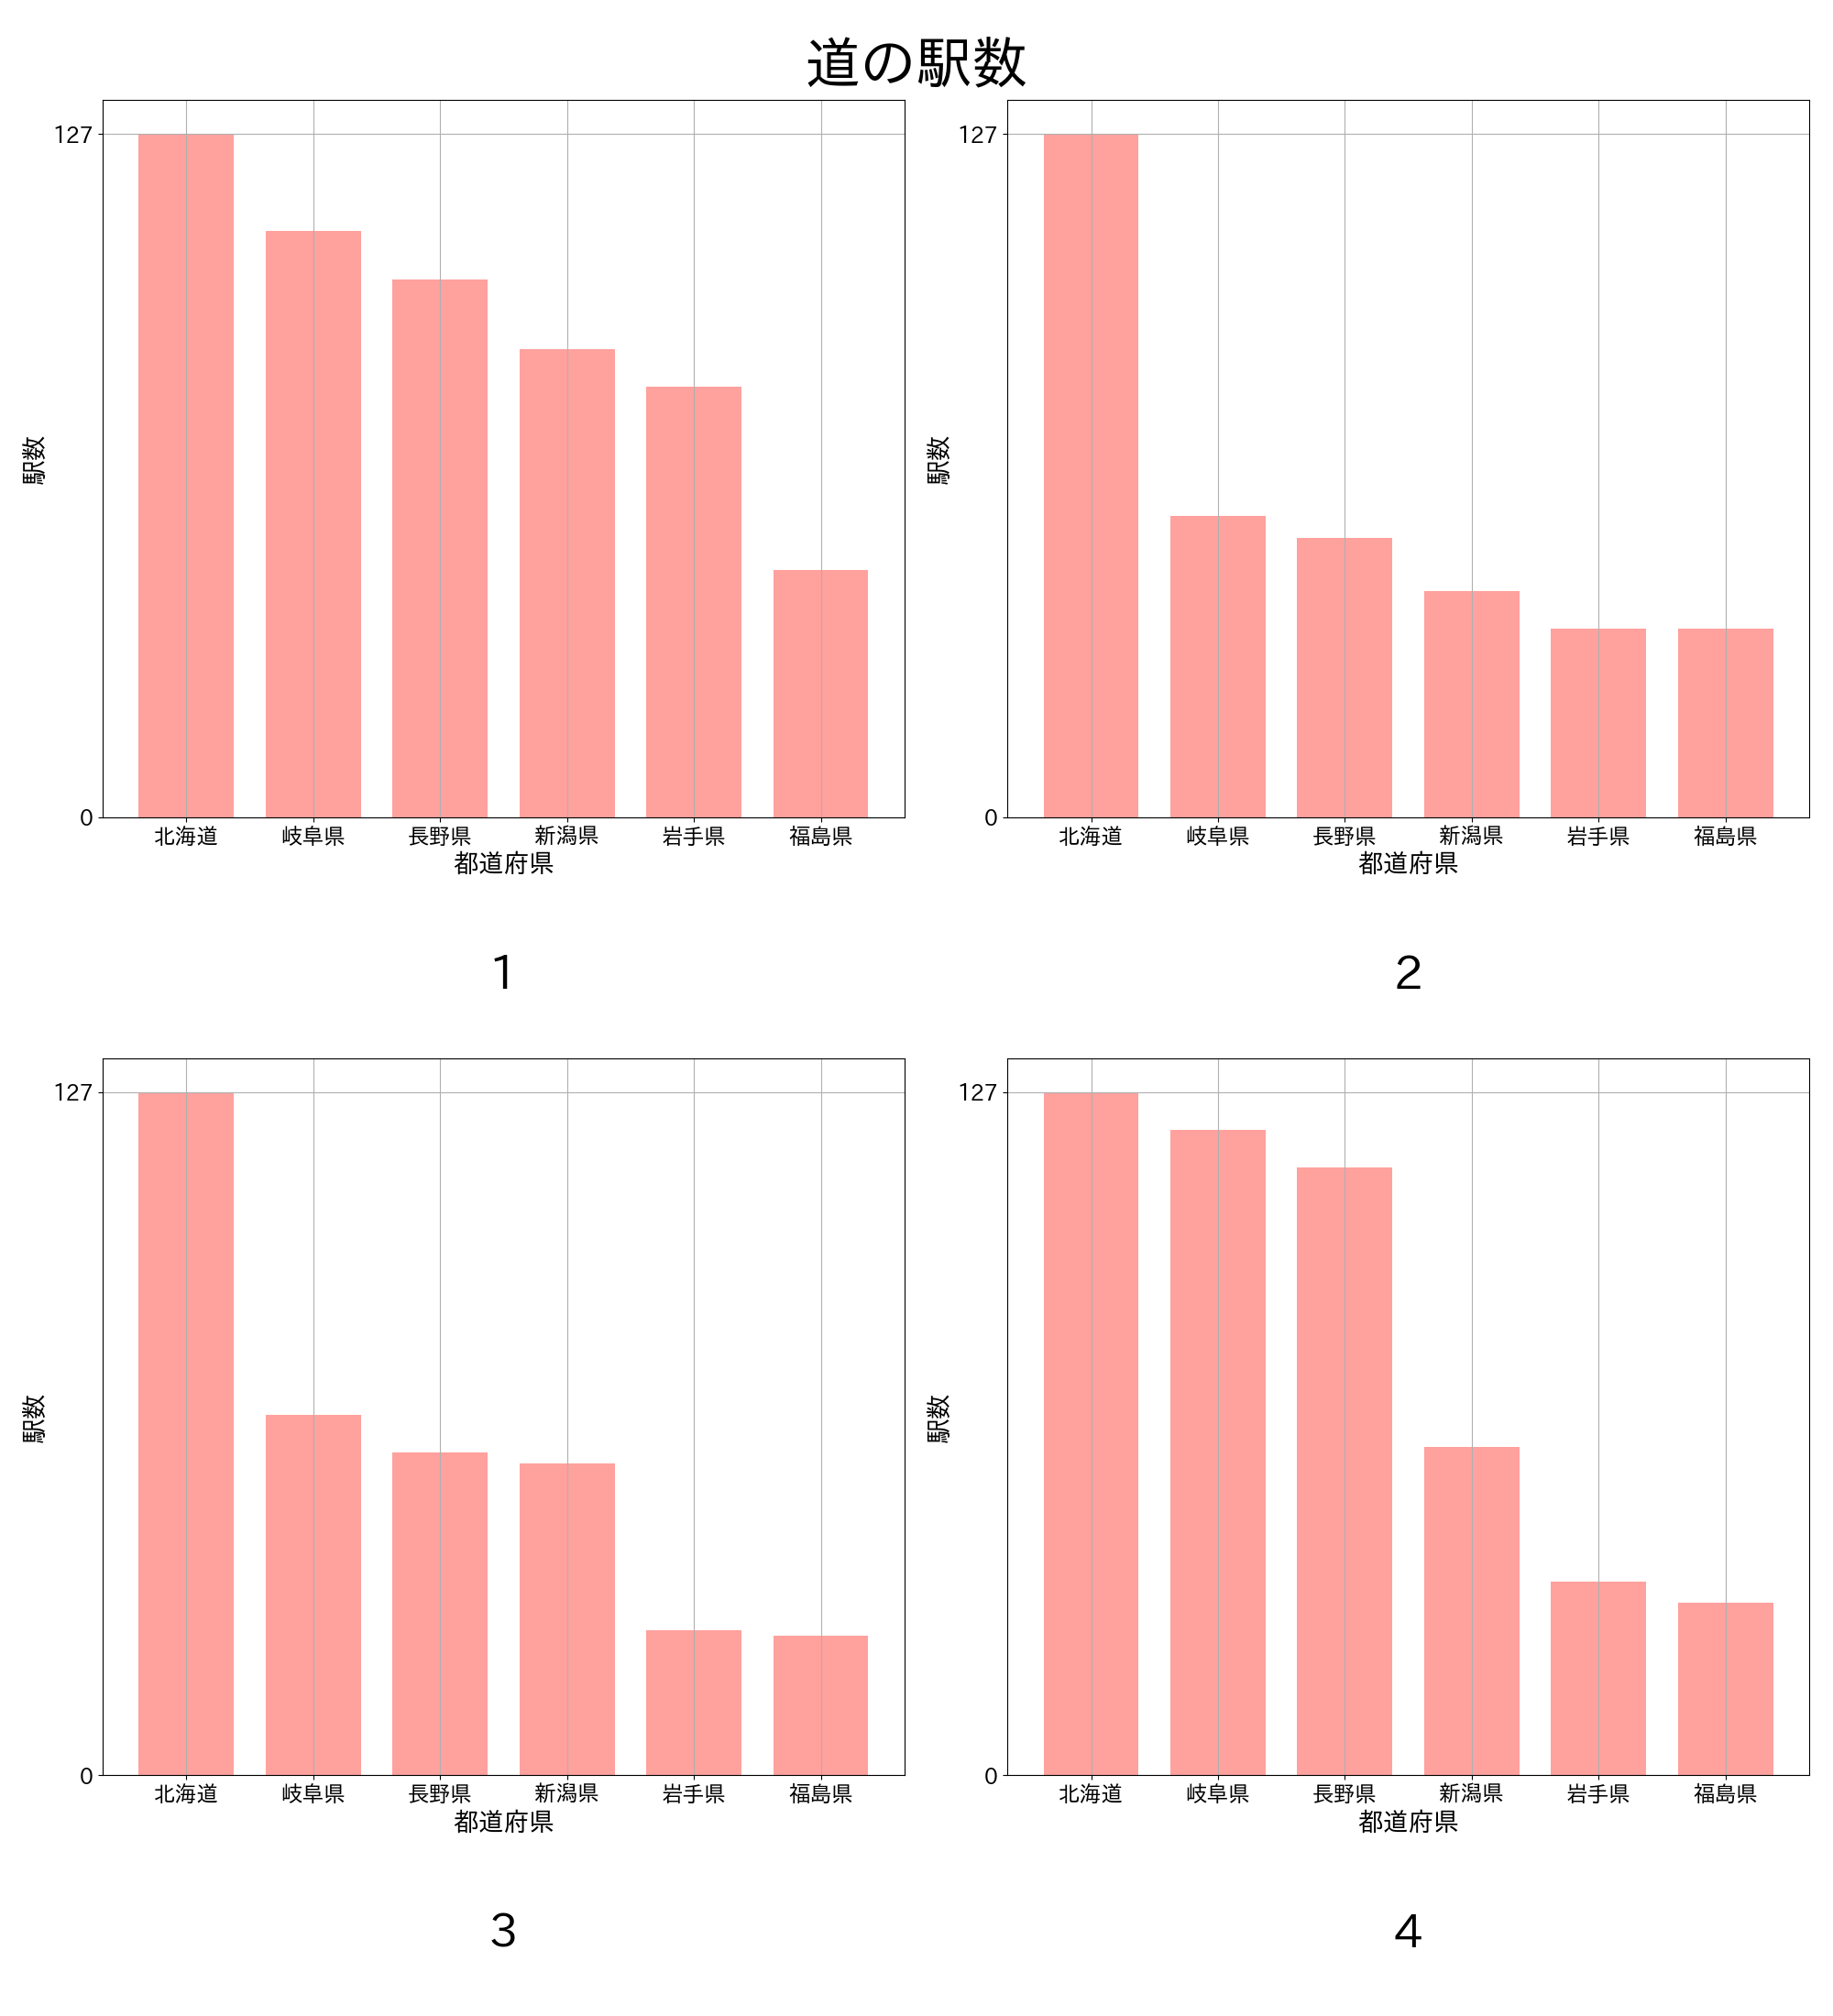 道の駅数
127
0
駅数
北海道 岐阜県 長野県 新潟県 岩手県 福島県
都道府県
1
127
0
駅数
北海道 岐阜県 長野県 新潟県 岩手県 福島県
都道府県
2
127
0
駅数
北海道 岐阜県 長野県 新潟県 岩手県 福島県
都道府県
3
127
0
駅数
北海道 岐阜県 長野県 新潟県 岩手県 福島県
都道府県
4